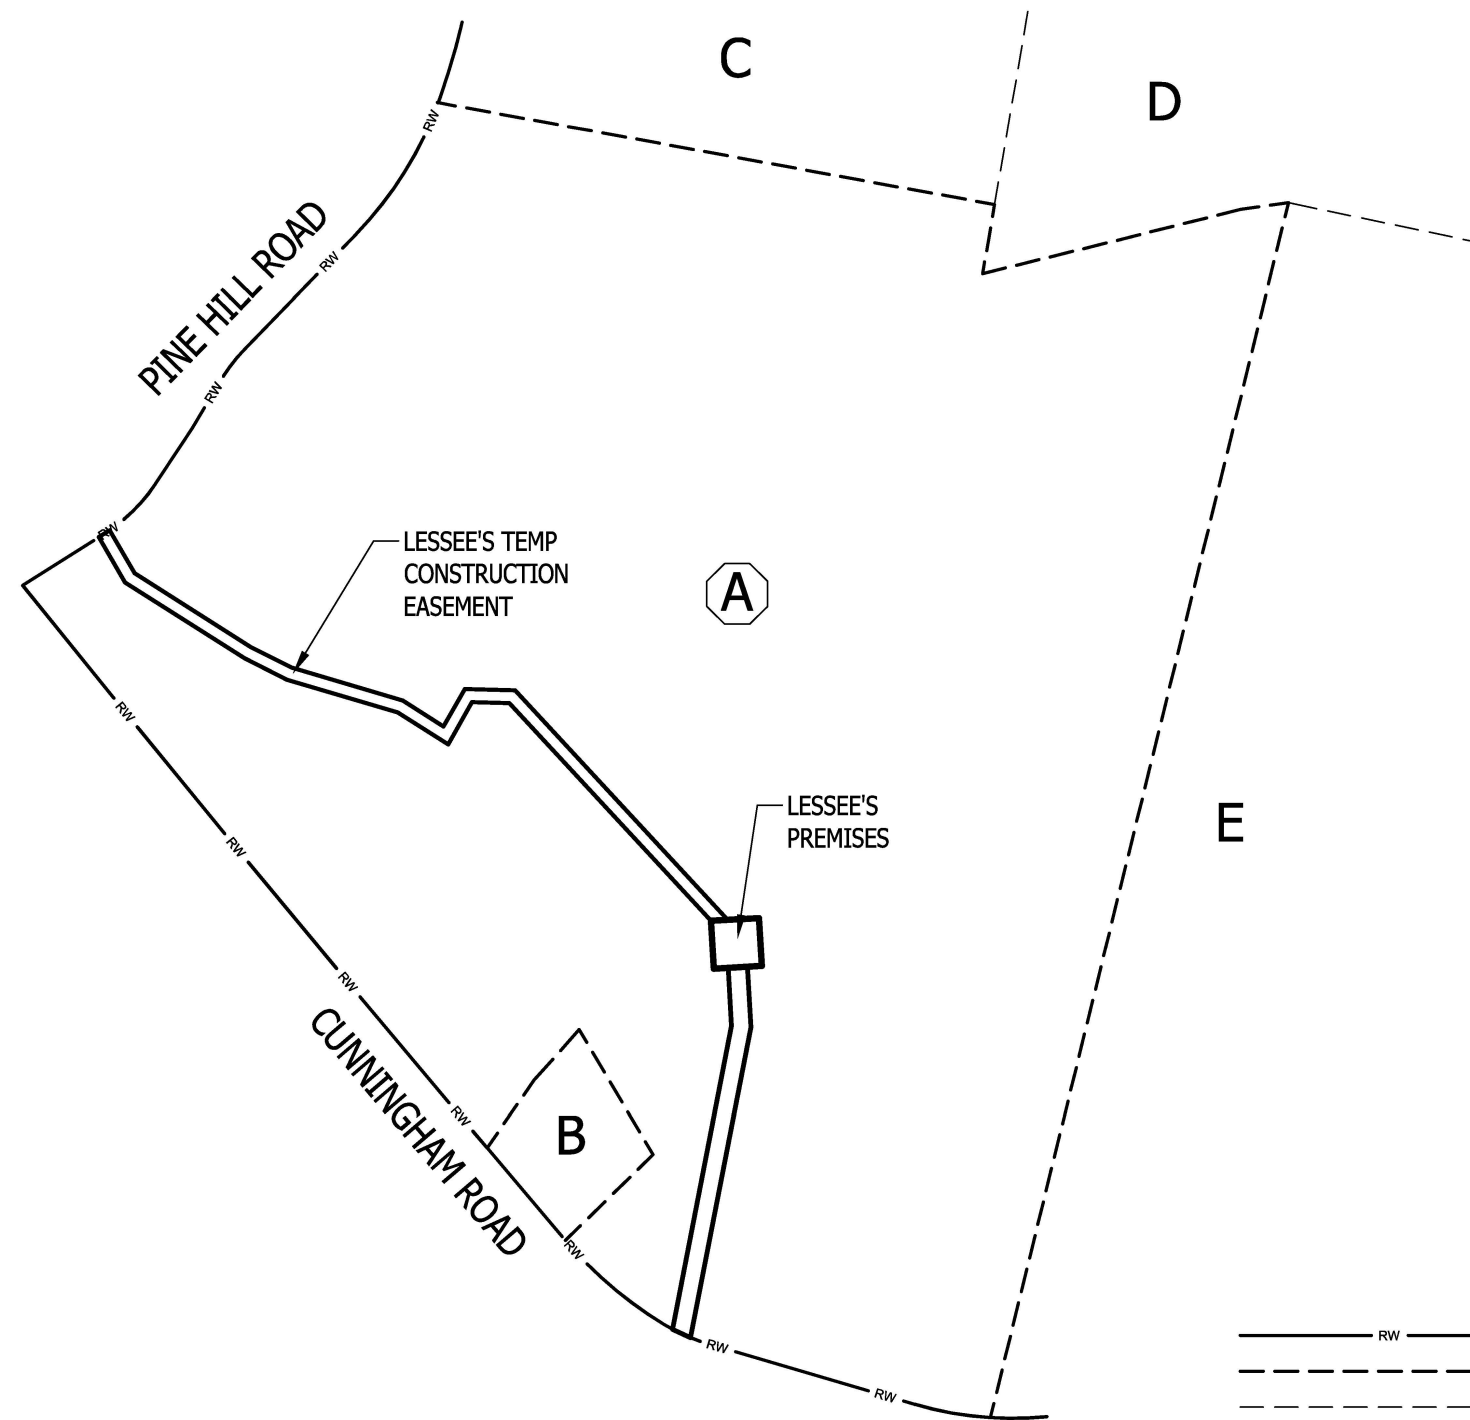 C
D
RW
PINE HILL ROAD
RW
RW
RW
LESSEE'S TEMP
CONSTRUCTION
EASEMENT
A
RW
LESSEE'S
PREMISES
E
RW
RW
CUNNINGHAM ROAD
RW
B
RW
RW
RW
RW